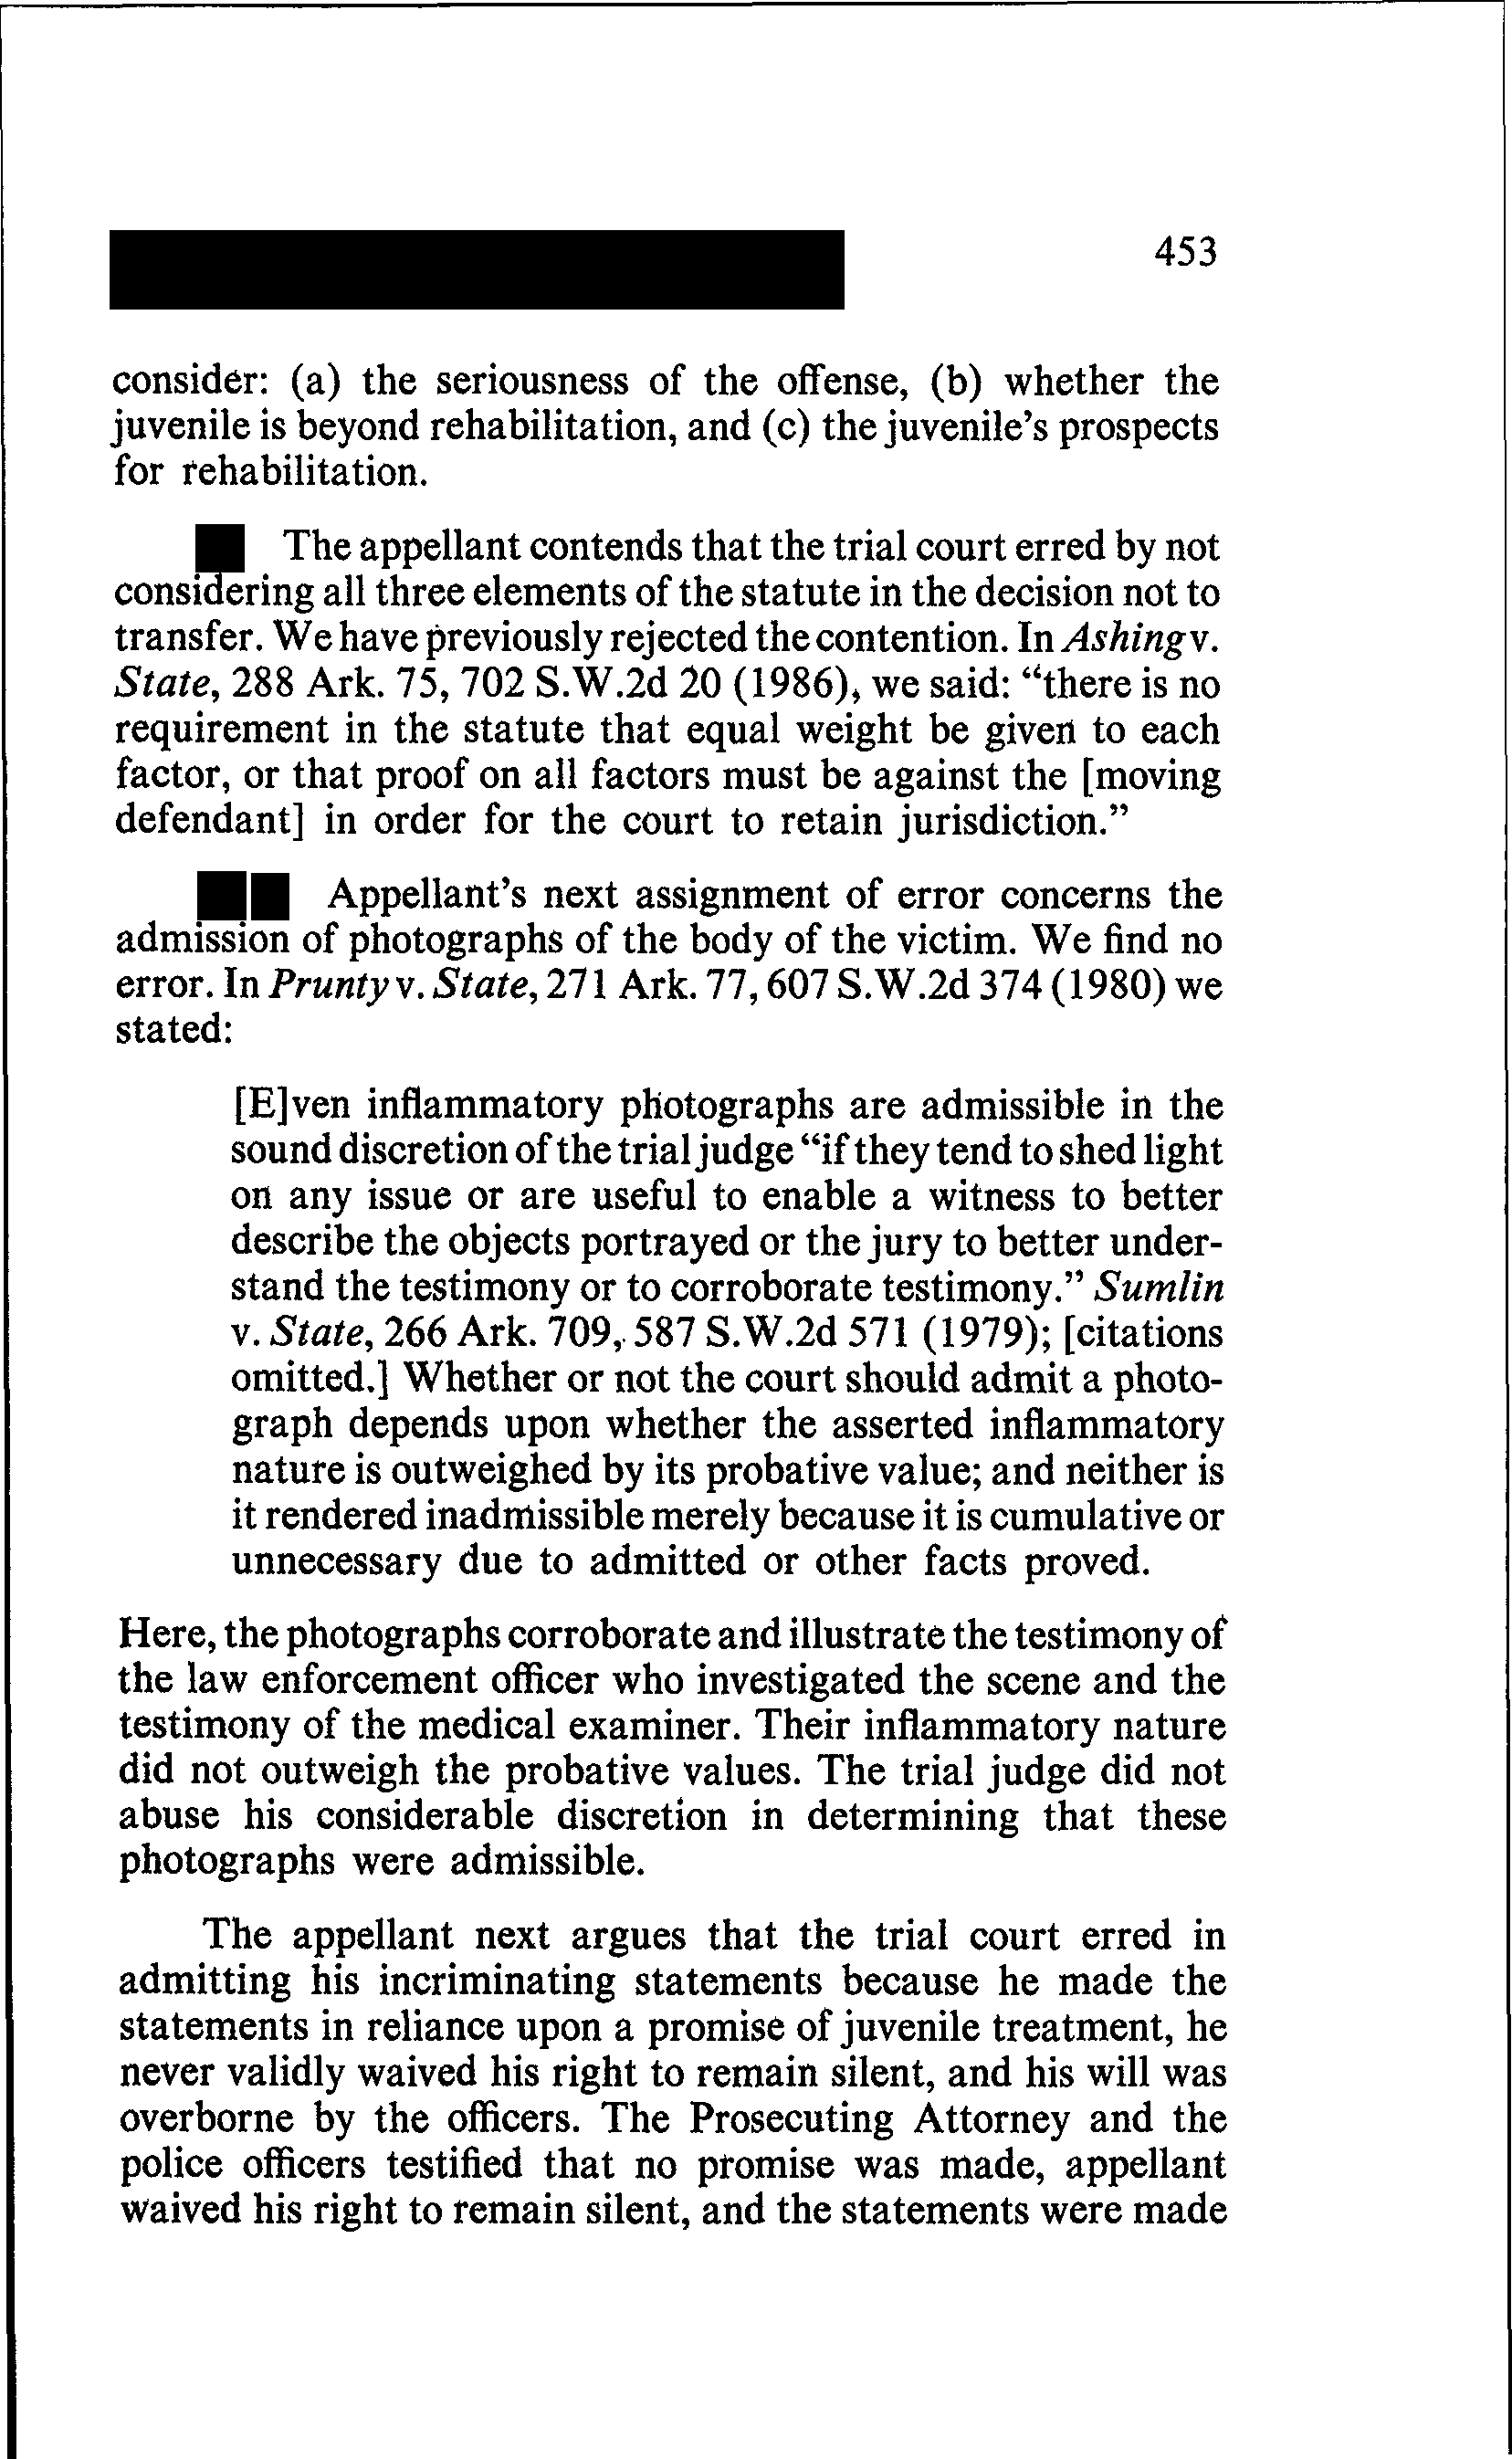 453
consider: (a) the seriousness of the offense, (b) whether the
juvenile is beyond rehabilitation, and (c) the juvenile's prospects
for rehabilitation.
The appellant contends that the trial court erred by not
considering all three elements of the statute in the decision not to
transfer. We have previously rejected the contention. In Ashing v.
State, 288 Ark. 75, 702 S.W.2d 20 (1986), we said: "there is no
requirement in the statute that equal weight be given to each
factor, or that proof on all factors must be against the [moving
defendant] in order for the court to retain jurisdiction."
Appellant's next assignment of error concerns the
admission of photographs of the body of the victim. We find no
error. In Prunty v. State, 271 Ark. 77, 607 S.W.2d 374 (1980) we
stated:
[E]ven inflammatory photographs are admissible in the
sound discretion of the trial judge "if they tend to shed light
on any issue or are useful to enable a witness to better
describe the objects portrayed or the jury to better under-
stand the testimony or to corroborate testimony." Sumlin
v. State, 266 Ark. 709, 587 S.W.2d 571 (1979); [citations
omitted.] Whether or not the court should admit a photo-
graph depends upon whether the asserted inflammatory
nature is outweighed by its probative value; and neither is
it rendered inadmissible merely because it is cumulative or
unnecessary due to admitted or other facts proved.
Here, the photographs corroborate and illustrate the testimony of
the law enforcement officer who investigated the scene and the
testimony of the medical examiner. Their inflammatory nature
did not outweigh the probative values. The trial judge did not
abuse his considerable discretion in determining that these
photographs were admissible.
The appellant next argues that the trial court erred in
admitting his incriminating statements because he made the
statements in reliance upon a promise of juvenile treatment, he
never validly waived his right to remain silent, and his will was
overborne by the officers. The Prosecuting Attorney and the
police officers testified that no promise was made, appellant
waived his right to remain silent, and the statements were made